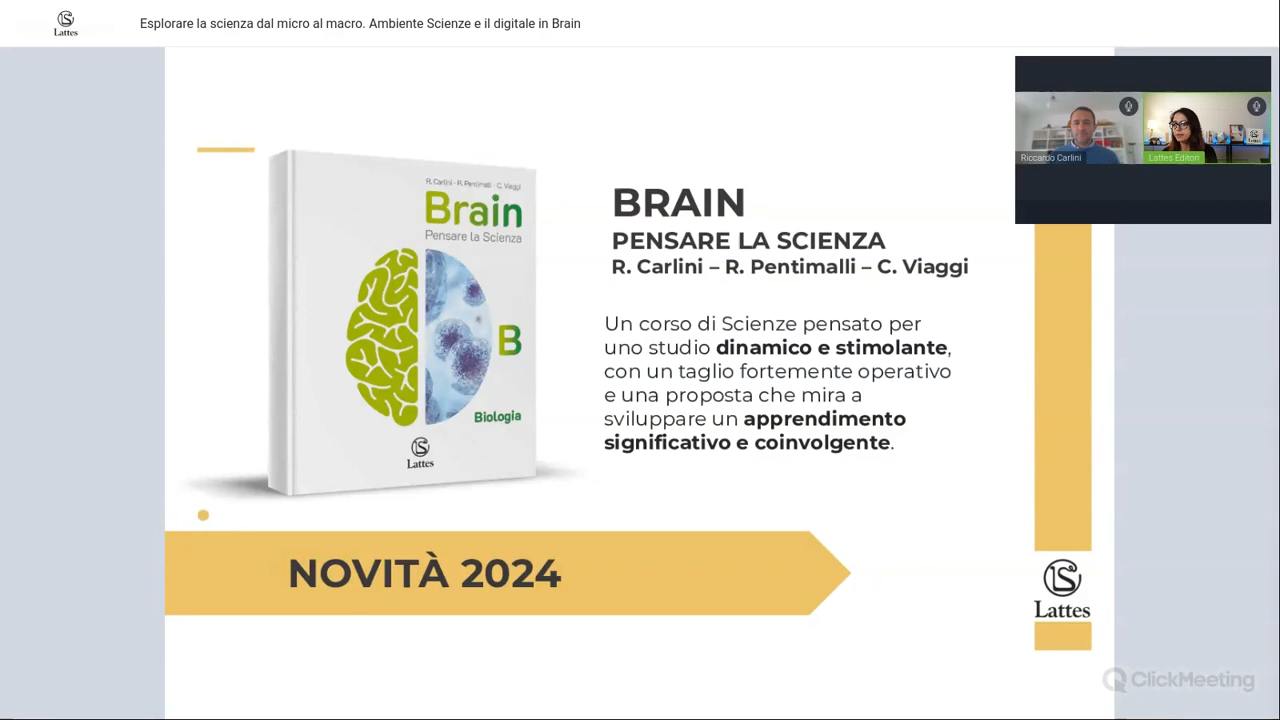 Lattes
Esplorare la scienza dal micro al macro. Ambiente Scienze e il digitale in Brain
Riccardo Carlini
Lattes Editori
R. Carlini - R. Pentimalli - C. Viaggi
Brain
Pensare la Scienza
B
Biologia
Lattes
BRAIN
PENSARE LA SCIENZA
R. Carlini – R. Pentimalli – C. Viaggi
Un corso di Scienze pensato per
uno studio dinamico e stimolante,
con un taglio fortemente operativo
e una proposta che mira a
sviluppare un apprendimento
significativo e coinvolgente.
NOVITÀ 2024
Lattes
ClickMeeting